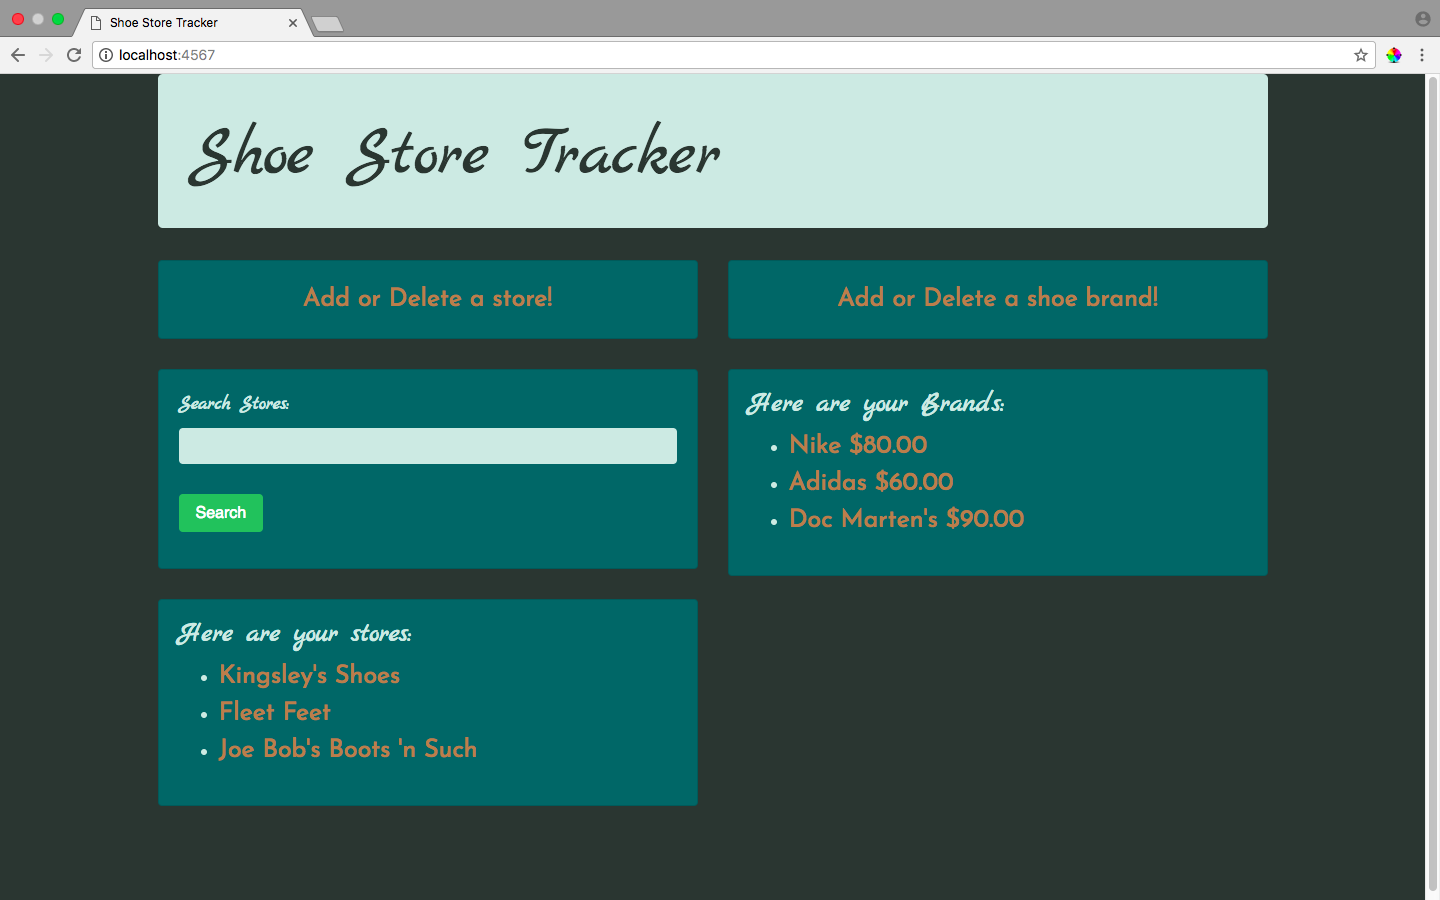 Shoe Store Tracker
localhost:4567
Shoe Store Tracker
Add or Delete a store!
Add or Delete a shoe brand!
Search Stores:
Search
Here are your Brands:
Nike $80.00
Adidas $60.00
Doc Marten's $90.00
Here are your stores:
Kingsley's Shoes
Fleet Feet
Joe Bob's Boots 'n Such